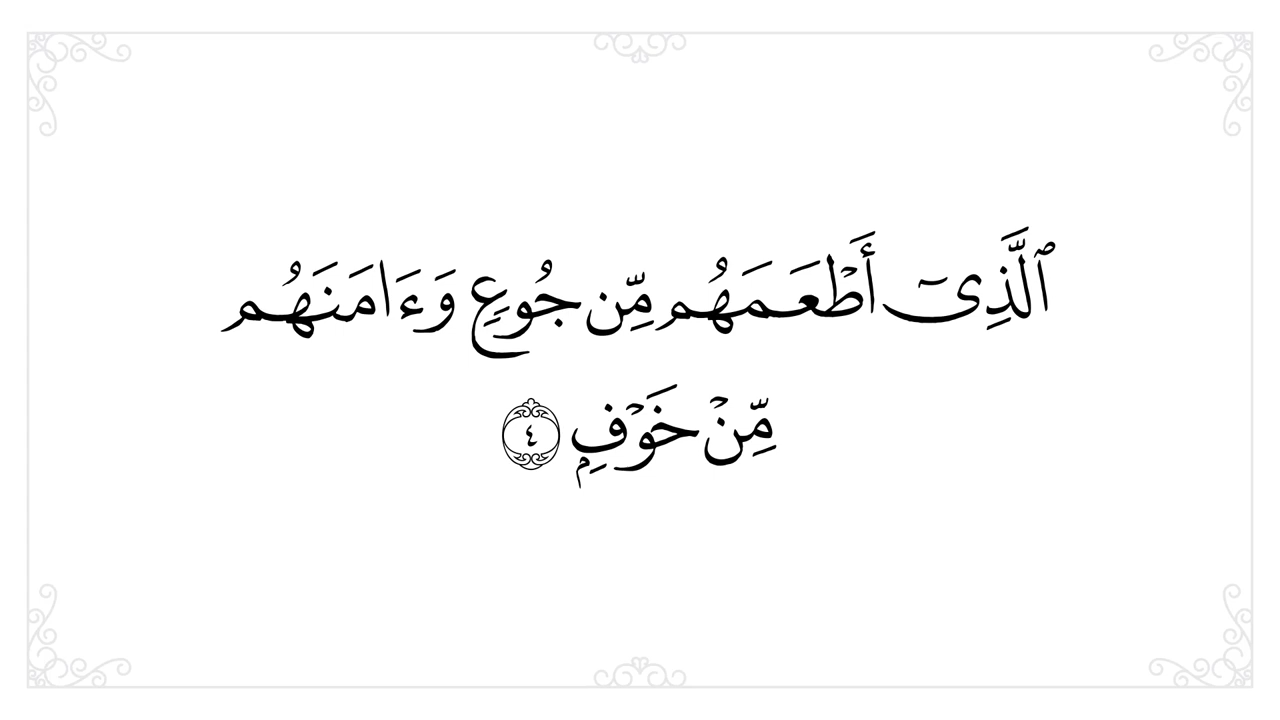 ٱلَّذِىٓ أَطْعَمَهُم مِّن جُوعٍ وَءَامَنَهُم
مِّنْ خَوْفٍۭ ٤